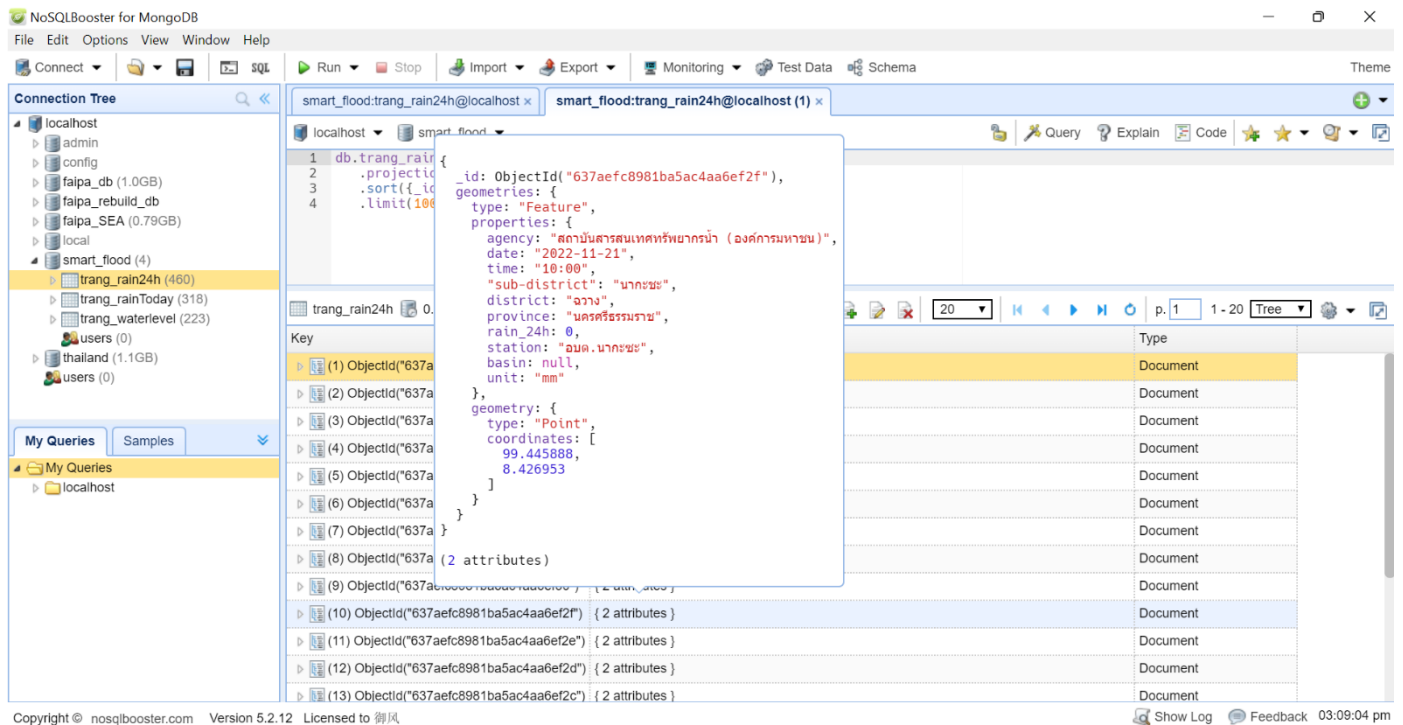 NoSQLBooster for MongoDB
File Edit Options View Window Help
Connect SQL Run Stop Import Export Monitoring Test Data Schema Theme
Connection Tree
localhost
admin
config
faipa_db (1.0GB)
faipa_rebuild_db
faipa_SEA (0.79GB)
local
smart_flood (4)
trang_rain24h (460)
trang_rainToday (318)
trang_waterlevel (223)
users (0)
thailand (1.1GB)
users (0)
My Queries Samples
My Queries
localhost
smart_flood:trang_rain24h@localhost × smart_flood:trang_rain24h@localhost (1) ×
localhost smart_flood Query Explain Code
1 db.trang_rain
2 .projectio
3 .sort({_id
4 .limit(100
{
_id: ObjectId("637aefc8981ba5ac4aa6ef2f"),
geometries: {
type: "Feature",
properties: {
agency: "สถาบันสารสนเทศทรัพยากรน้ำ (องค์การมหาชน)",
date: "2022-11-21",
time: "10:00",
"sub-district": "นากะชะ",
district: "ฉวาง",
province: "นครศรีธรรมราช",
rain_24h: 0,
station: "อบต.นากะชะ",
basin: null,
unit: "mm"
},
geometry: {
type: "Point",
coordinates: [
99.445888,
8.426953
]
}
}
}
(2 attributes)
trang_rain24h 0. 20 p. 1 1 - 20 Tree
Key Type
(1) ObjectId("637a Document
(2) ObjectId("637a Document
(3) ObjectId("637a Document
(4) ObjectId("637a Document
(5) ObjectId("637a Document
(6) ObjectId("637a Document
(7) ObjectId("637a Document
(8) ObjectId("637a Document
(9) ObjectId("637a Document
(10) ObjectId("637aefc8981ba5ac4aa6ef2f") { 2 attributes } Document
(11) ObjectId("637aefc8981ba5ac4aa6ef2e") { 2 attributes } Document
(12) ObjectId("637aefc8981ba5ac4aa6ef2d") { 2 attributes } Document
(13) ObjectId("637aefc8981ba5ac4aa6ef2c") { 2 attributes } Document
Copyright © nosqlbooster.com Version 5.2.12 Licensed to 御风 Show Log Feedback 03:09:04 pm